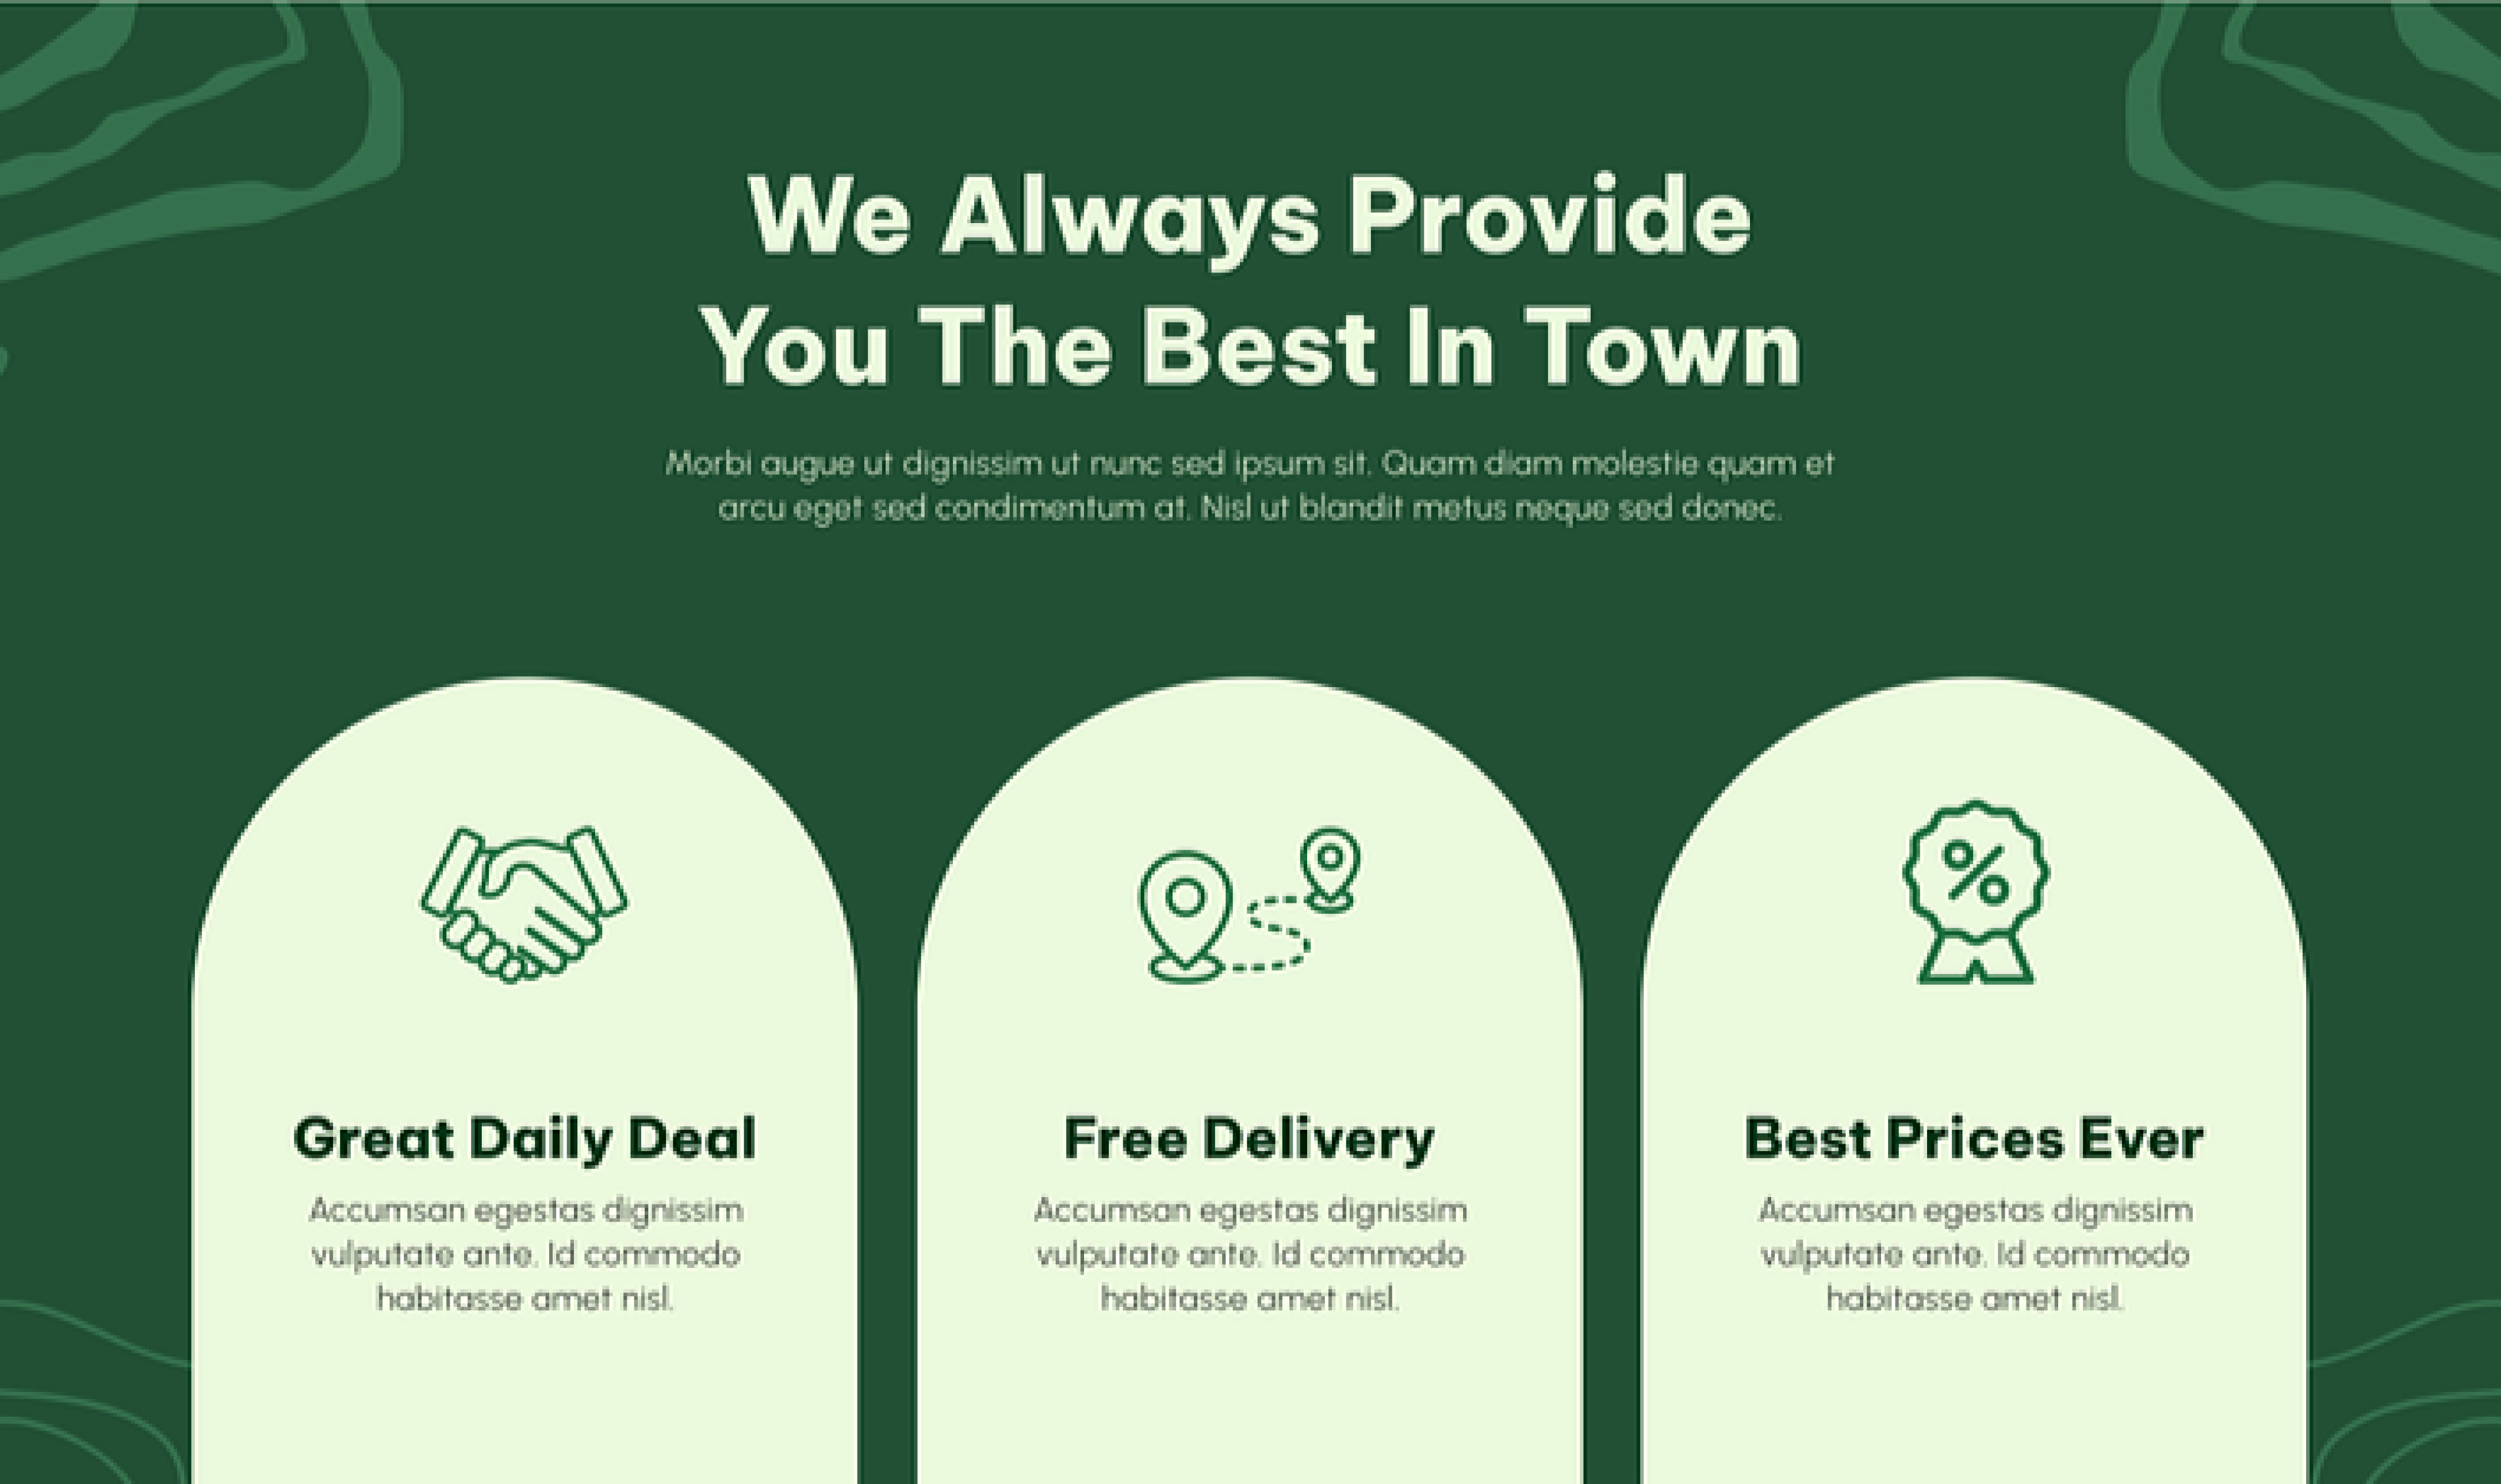 We Always Provide
You The Best In Town
Morbi augue ut dignissim ut nunc sed ipsum sit. Quam diam molestie quam et
arcu eget sed condimentum at. Nisl ut blandit metus neque sed donec.
Great Daily Deal
Accumsan egestas dignissim
vulputate ante. Id commodo
habitasse amet nisl.
Free Delivery
Accumsan egestas dignissim
vulputate ante. Id commodo
habitasse amet nisl.
Best Prices Ever
Accumsan egestas dignissim
vulputate ante. Id commodo
habitasse amet nisl.